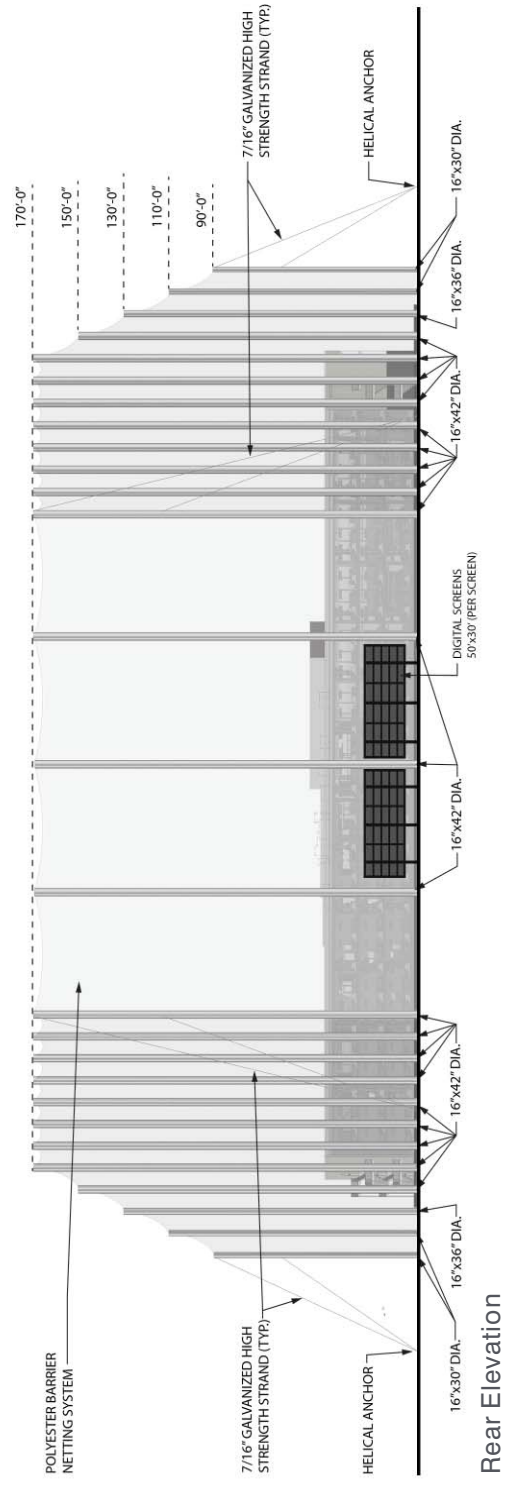 POLYESTER BARRIER
NETTING SYSTEM
170'-0"
150'-0"
130'-0"
110'-0"
90'-0"
7/16" GALVANIZED HIGH
STRENGTH STRAND (TYP.)
7/16" GALVANIZED HIGH
STRENGTH STRAND (TYP.)
HELICAL ANCHOR
HELICAL ANCHOR
16"x30" DIA.
16"x36" DIA.
16"x42" DIA.
16"x42" DIA.
DIGITAL SCREENS
50'x30' (PER SCREEN)
16"x42" DIA.
16"x36" DIA.
16"x30" DIA.
Rear Elevation